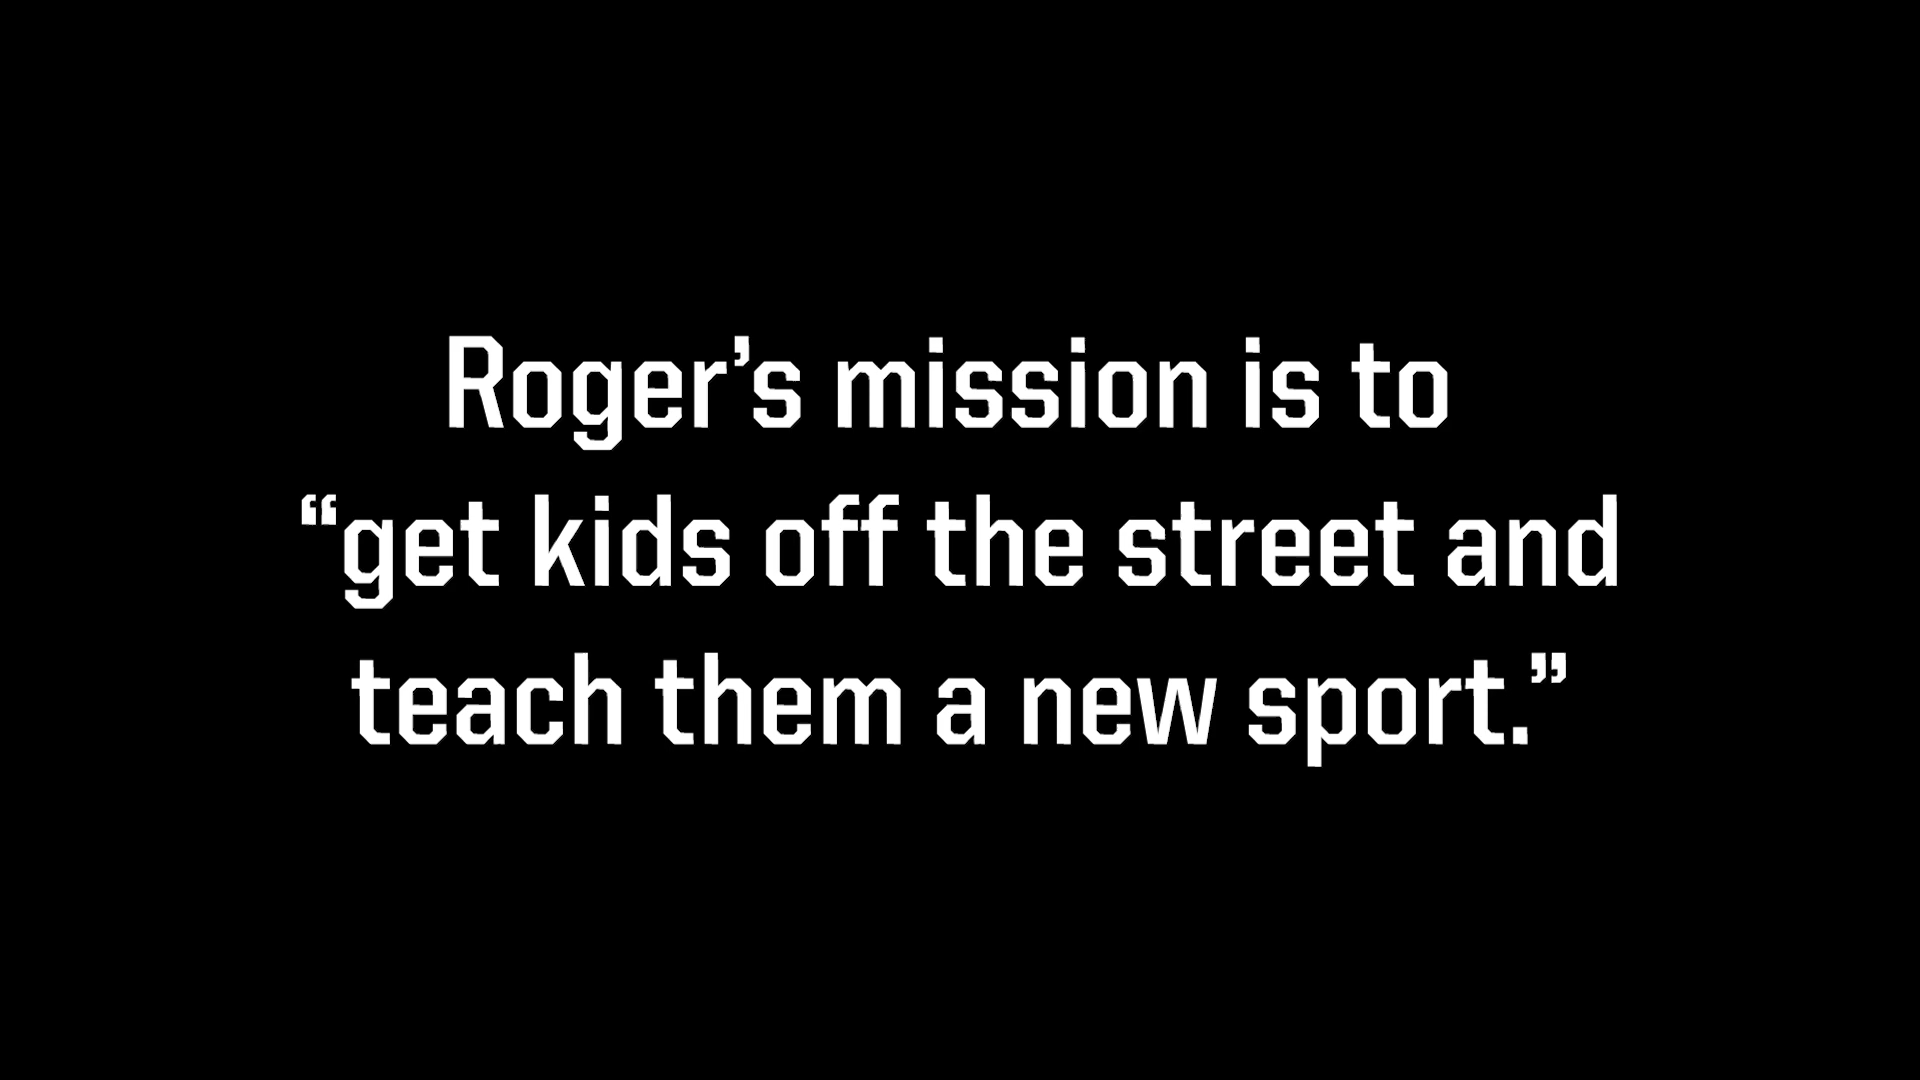 Roger’s mission is to
“get kids off the street and
teach them a new sport.”